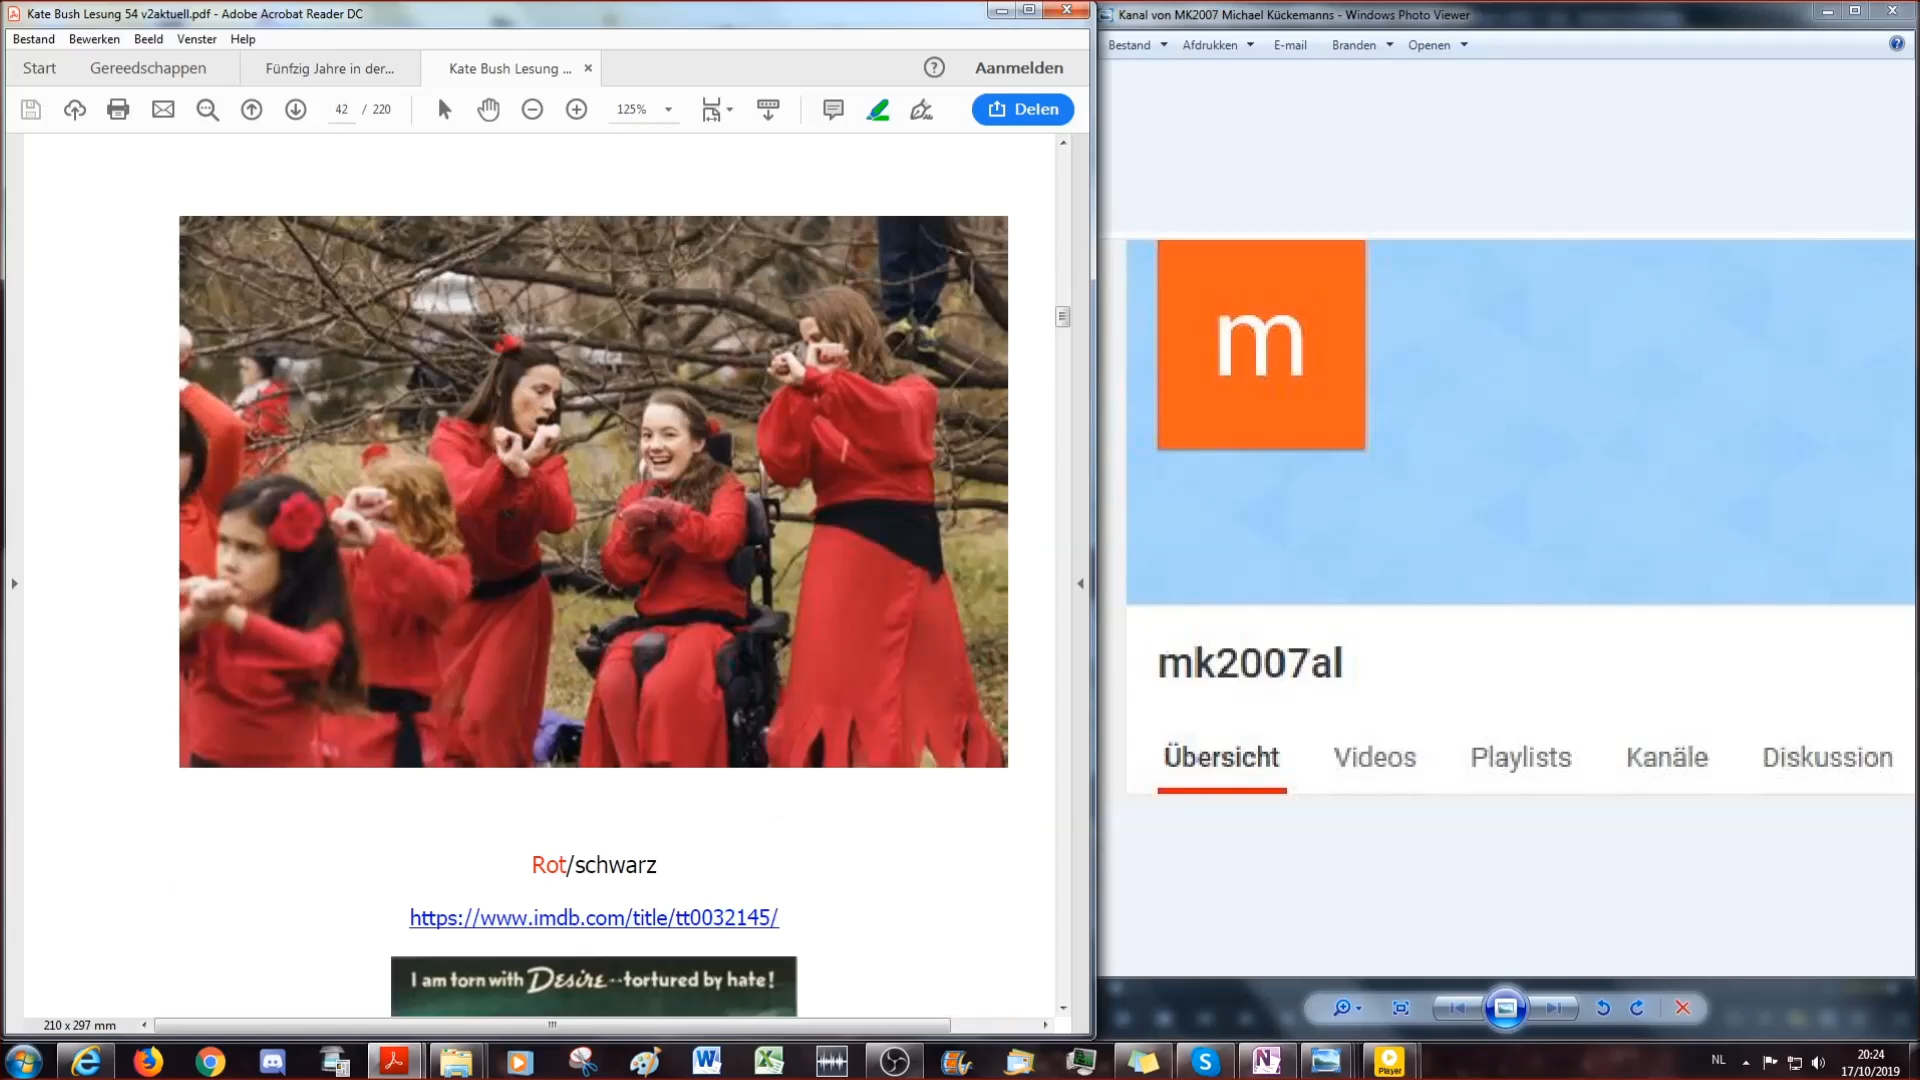 Kate Bush Lesung 54 v2aktuell.pdf - Adobe Acrobat Reader DC
Bestand Bewerken Beeld Venster Help
Start Gereedschappen Fünfzig Jahre in der... Kate Bush Lesung ... × ? Aanmelden
42 / 220 125% Delen
Rot/schwarz
https://www.imdb.com/title/tt0032145/
I am torn with Desire--tortured by hate!
210 x 297 mm
Kanal von MK2007 Michael Kückemanns - Windows Photo Viewer
Bestand Afdrukken E-mail Branden Openen
m
mk2007al
Übersicht Videos Playlists Kanäle Diskussion
Player
NL
20:24
17/10/2019